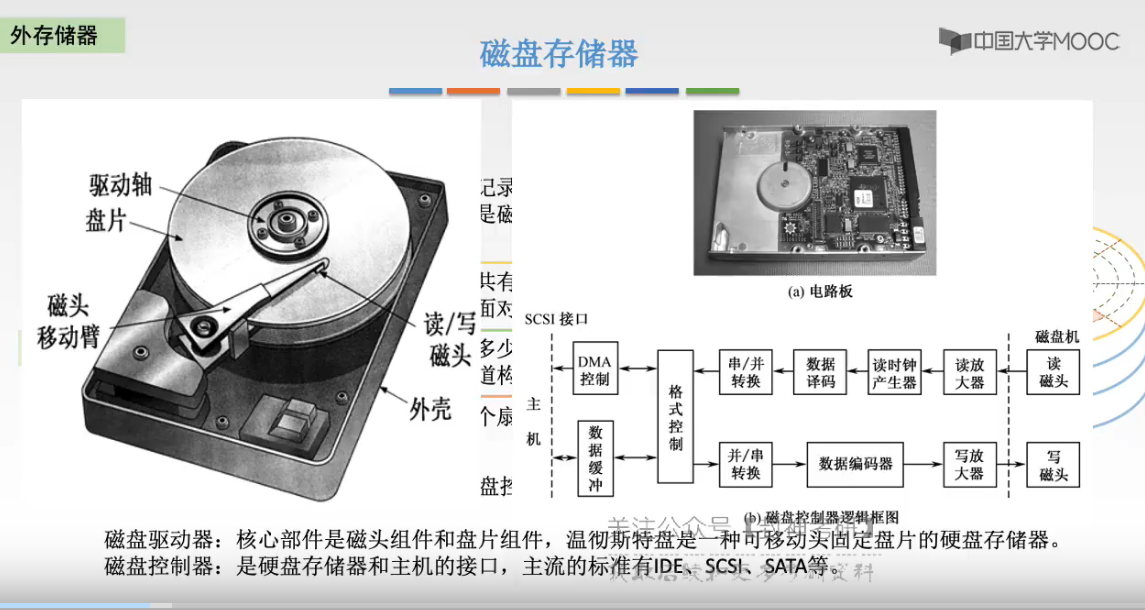 外存储器
磁盘存储器
中国大学MOOC
驱动轴
盘片
磁头
移动臂
读/写
磁头
外壳
记录
是磁
共有
面对
多少
道构
个扇
盘控
(a) 电路板
SCSI 接口
磁盘机
主机
DMA
控制
数据缓冲
格式控制
串/并
转换
数据
译码
读时钟
产生器
读放
大器
读
磁头
并/串
转换
数据编码器
写放
大器
写
磁头
(b) 磁盘控制器逻辑框图
关注公众号
磁盘驱动器：核心部件是磁头组件和盘片组件，温彻斯特盘是一种可移动头固定盘片的硬盘存储器。
磁盘控制器：是硬盘存储器和主机的接口，主流的标准有IDE、SCSI、SATA等。